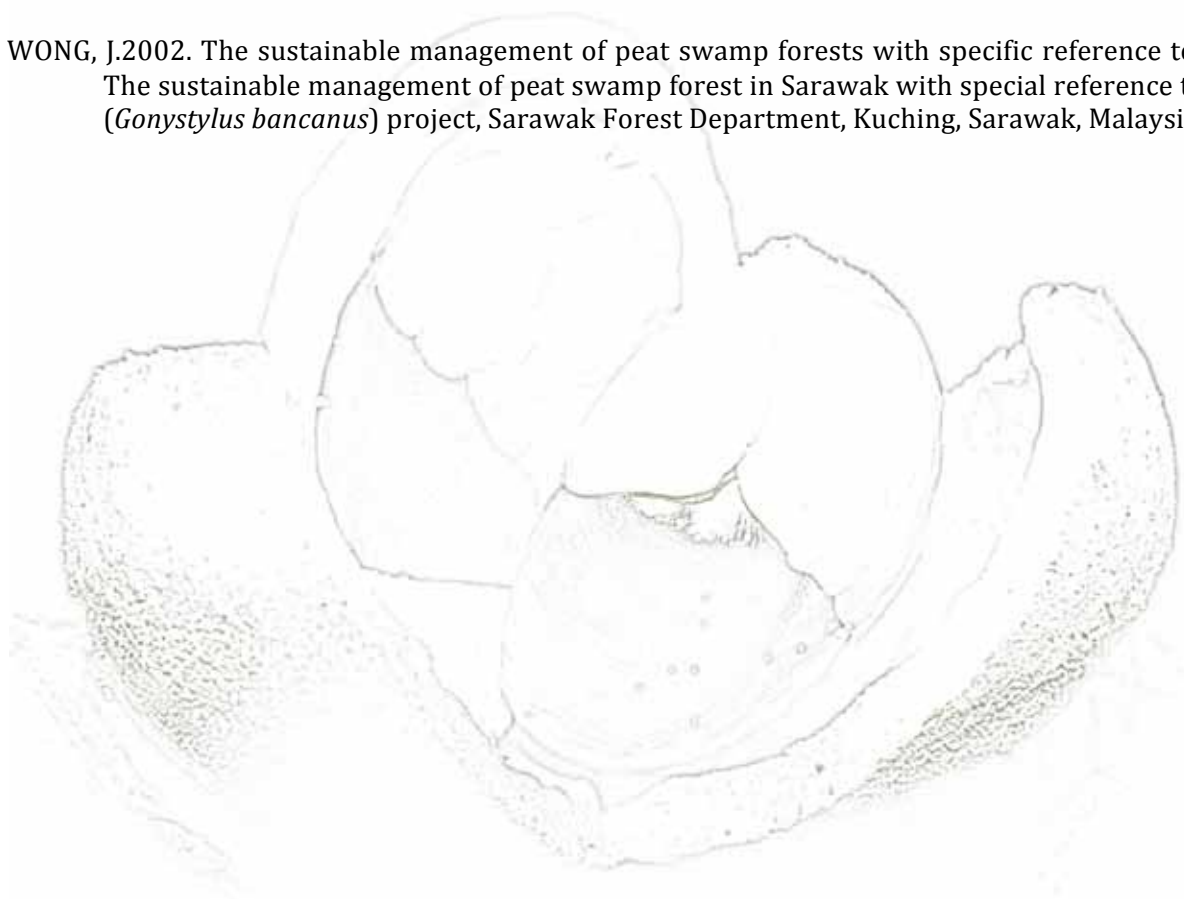 WONG, J.2002. The sustainable management of peat swamp forests with specific reference to
The sustainable management of peat swamp forest in Sarawak with special reference
(Gonystylus bancanus) project, Sarawak Forest Department, Kuching, Sarawak,